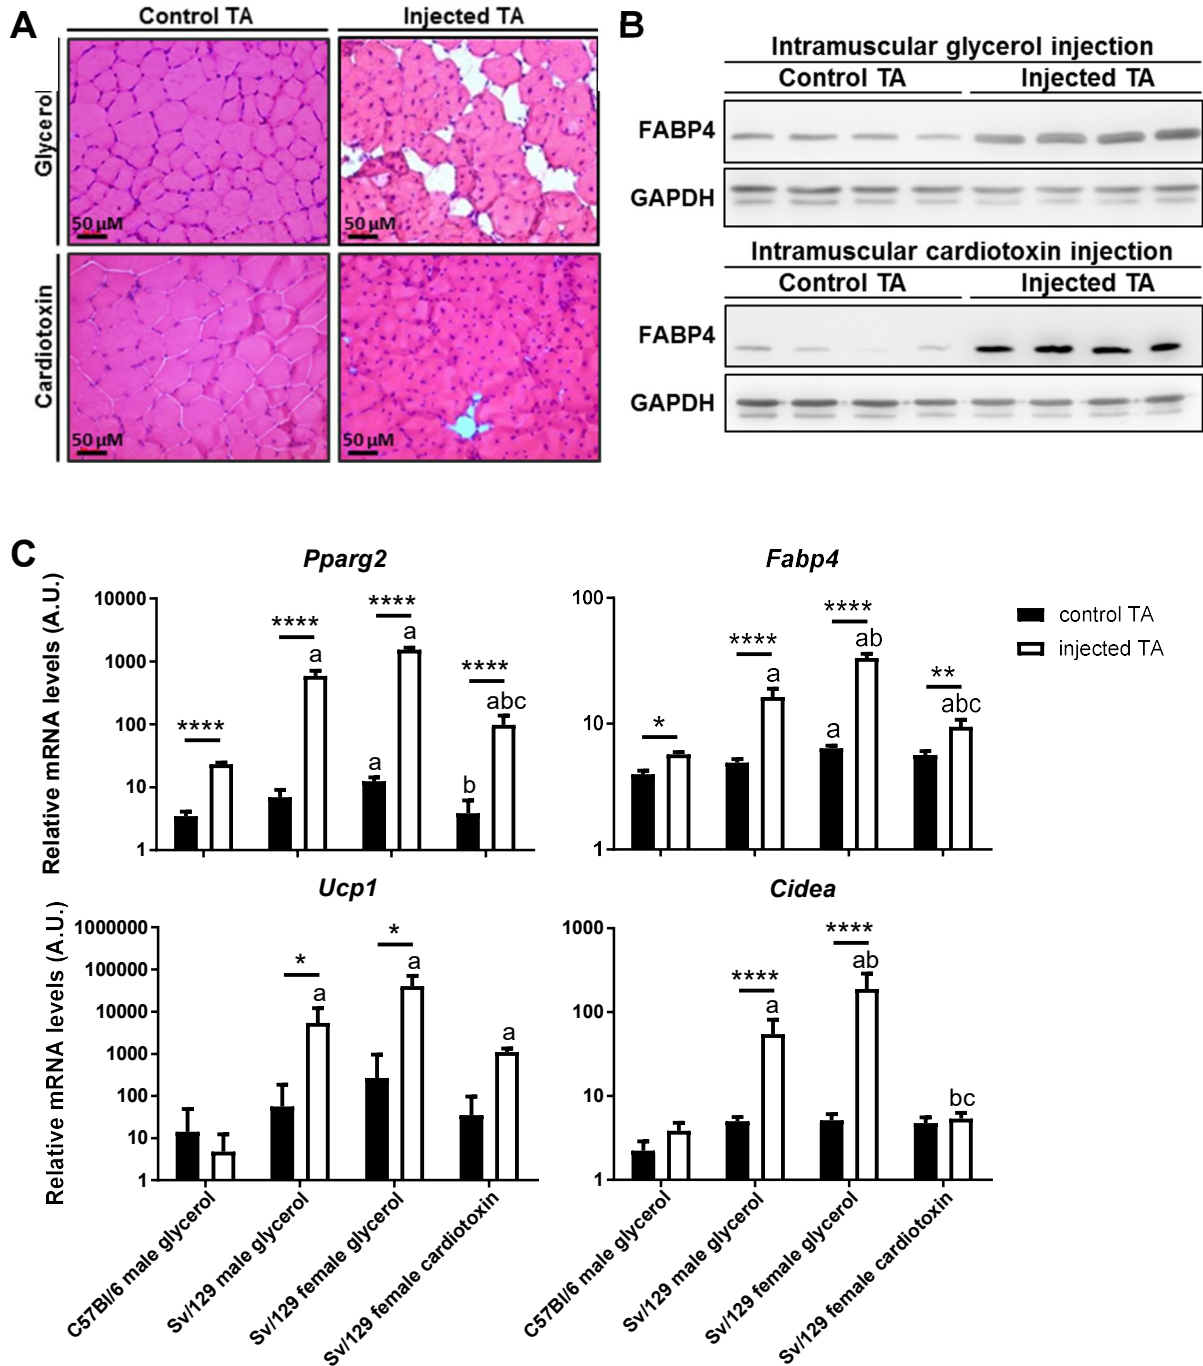 A
Control TA
Injected TA
Glycerol
50 µM
50 µM
Cardiotoxin
50 µM
50 µM
B
Intramuscular glycerol injection
Control TA
Injected TA
FABP4
GAPDH
Intramuscular cardiotoxin injection
Control TA
Injected TA
FABP4
GAPDH
C
Pparg2
Relative mRNA levels (A.U.)
10000
1000
100
10
1
****
****
a
****
a
a
****
abc
b
Fabp4
100
10
1
*
****
a
****
ab
a
**
abc
control TA
injected TA
Ucp1
Relative mRNA levels (A.U.)
1000000
100000
10000
1000
100
10
1
*
a
*
a
a
C57Bl/6 male glycerol
Sv/129 male glycerol
Sv/129 female glycerol
Sv/129 female cardiotoxin
Cidea
1000
100
10
1
****
a
****
ab
bc
C57Bl/6 male glycerol
Sv/129 male glycerol
Sv/129 female glycerol
Sv/129 female cardiotoxin